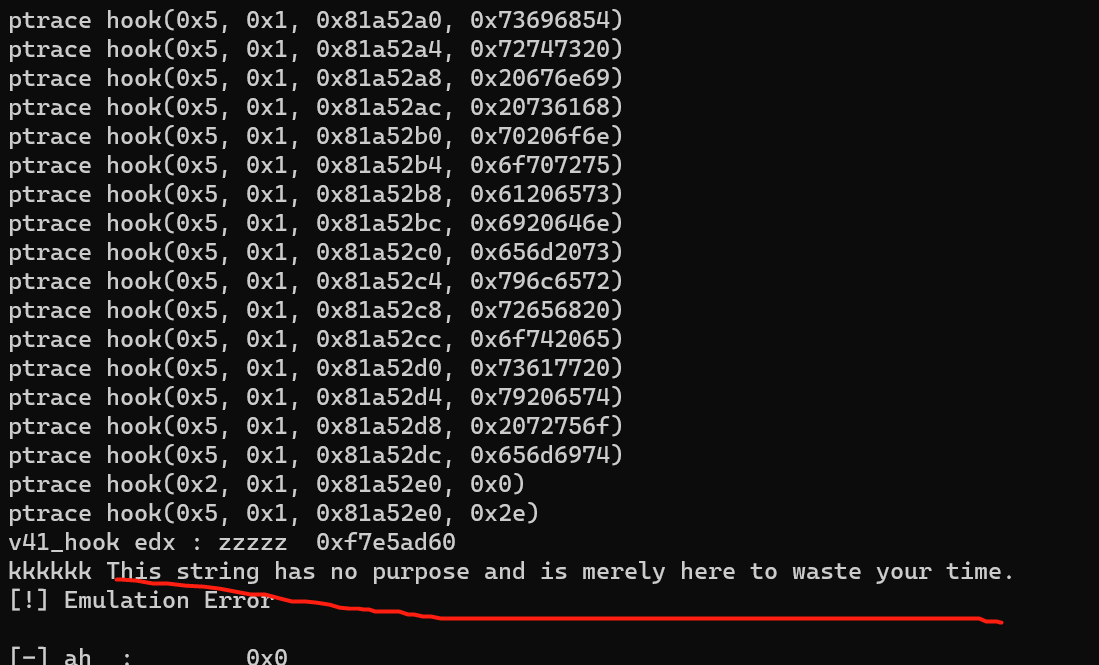 ptrace hook(0x5, 0x1, 0x81a52a0, 0x73696854)
ptrace hook(0x5, 0x1, 0x81a52a4, 0x72747320)
ptrace hook(0x5, 0x1, 0x81a52a8, 0x20676e69)
ptrace hook(0x5, 0x1, 0x81a52ac, 0x20736168)
ptrace hook(0x5, 0x1, 0x81a52b0, 0x70206f6e)
ptrace hook(0x5, 0x1, 0x81a52b4, 0x6f707275)
ptrace hook(0x5, 0x1, 0x81a52b8, 0x61206573)
ptrace hook(0x5, 0x1, 0x81a52bc, 0x6920646e)
ptrace hook(0x5, 0x1, 0x81a52c0, 0x656d2073)
ptrace hook(0x5, 0x1, 0x81a52c4, 0x796c6572)
ptrace hook(0x5, 0x1, 0x81a52c8, 0x72656820)
ptrace hook(0x5, 0x1, 0x81a52cc, 0x6f742065)
ptrace hook(0x5, 0x1, 0x81a52d0, 0x73617720)
ptrace hook(0x5, 0x1, 0x81a52d4, 0x79206574)
ptrace hook(0x5, 0x1, 0x81a52d8, 0x2072756f)
ptrace hook(0x5, 0x1, 0x81a52dc, 0x656d6974)
ptrace hook(0x2, 0x1, 0x81a52e0, 0x0)
ptrace hook(0x5, 0x1, 0x81a52e0, 0x2e)
v41_hook edx : zzzzz  0xf7e5ad60
kkkkkk This string has no purpose and is merely here to waste your time.
[!] Emulation Error
[-] ah  :        0x0